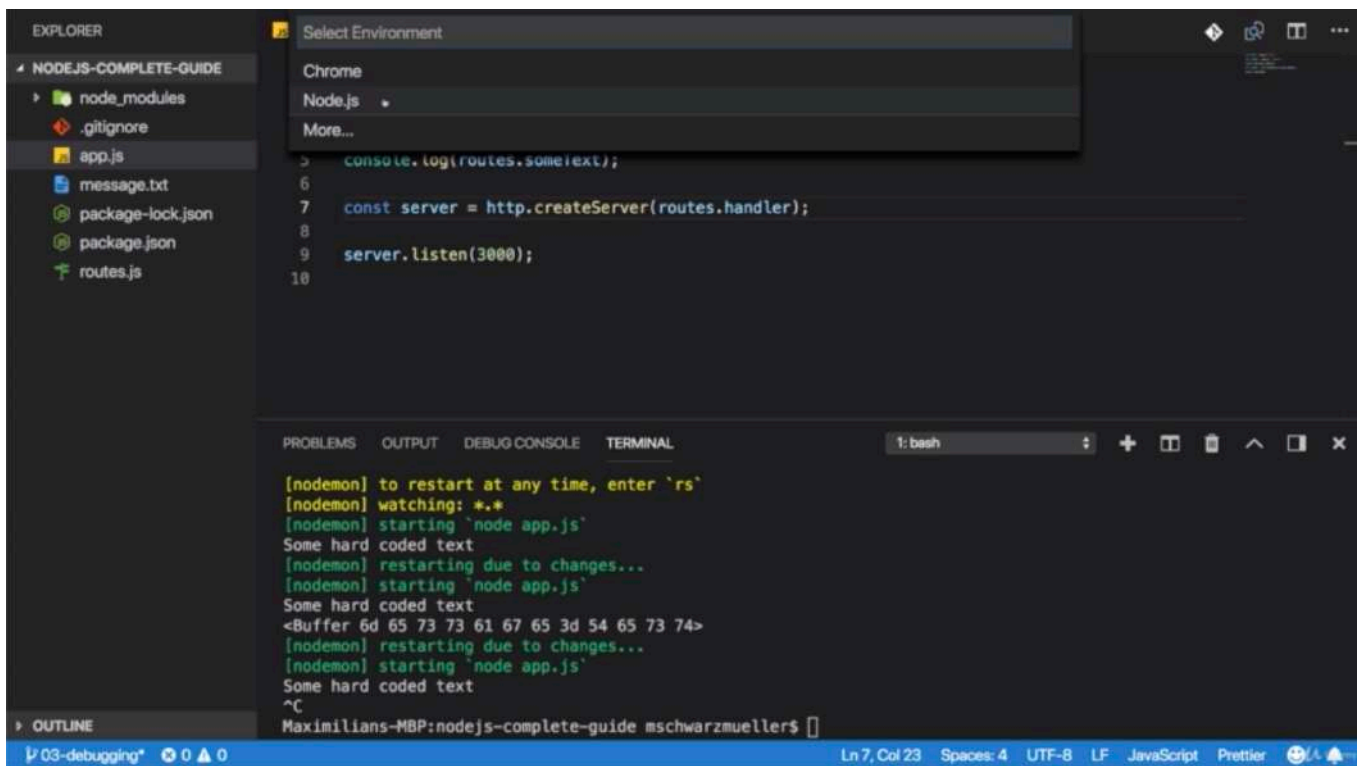 EXPLORER
NODEJS-COMPLETE-GUIDE
node_modules
.gitignore
app.js
message.txt
package-lock.json
package.json
routes.js
OUTLINE
Select Environment
Chrome
Node.js
More...
5 console.log(routes.someText);
6
7 const server = http.createServer(routes.handler);
8
9 server.listen(3000);
10
PROBLEMS OUTPUT DEBUG CONSOLE TERMINAL 1: bash
[nodemon] to restart at any time, enter `rs`
[nodemon] watching: *.*
[nodemon] starting `node app.js`
Some hard coded text
[nodemon] restarting due to changes...
[nodemon] starting `node app.js`
Some hard coded text
<Buffer 6d 65 73 73 61 67 65 3d 54 65 73 74>
[nodemon] restarting due to changes...
[nodemon] starting `node app.js`
Some hard coded text
^C
Maximilians-MBP:nodejs-complete-guide mschwarzmueller$
03-debugging* 0 0 Ln 7, Col 23 Spaces: 4 UTF-8 LF JavaScript Prettier